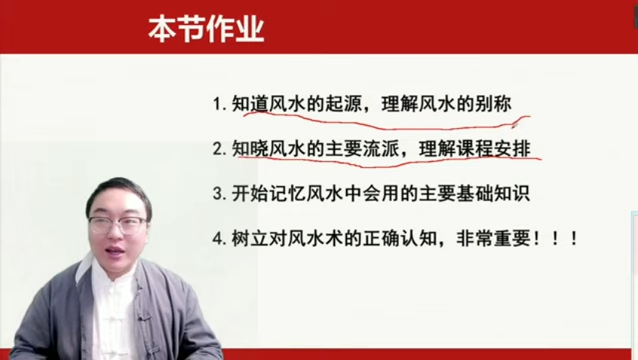 本节作业
1. 知道风水的起源，理解风水的别称
2. 知晓风水的主要流派，理解课程安排
3. 开始记忆风水中会用的主要基础知识
4. 树立对风水术的正确认知，非常重要！！！